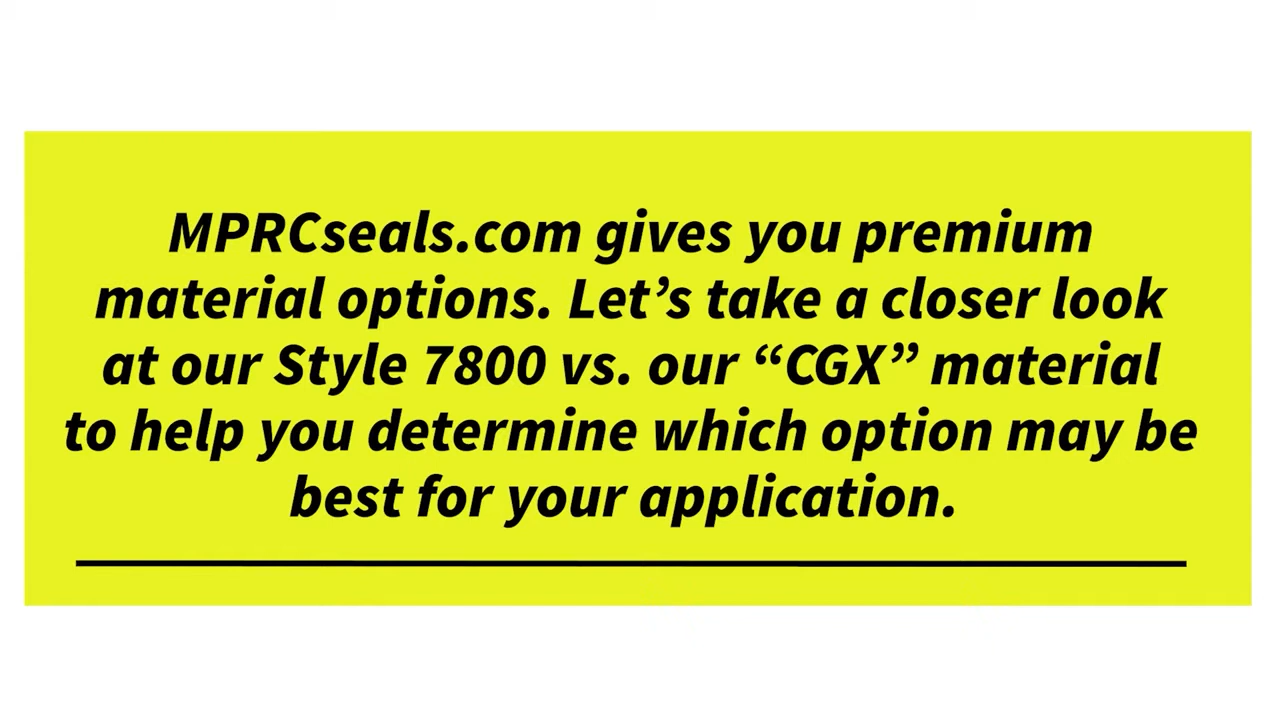 MPRCseals.com gives you premium
material options. Let’s take a closer look
at our Style 7800 vs. our “CGX” material
to help you determine which option may be
best for your application.